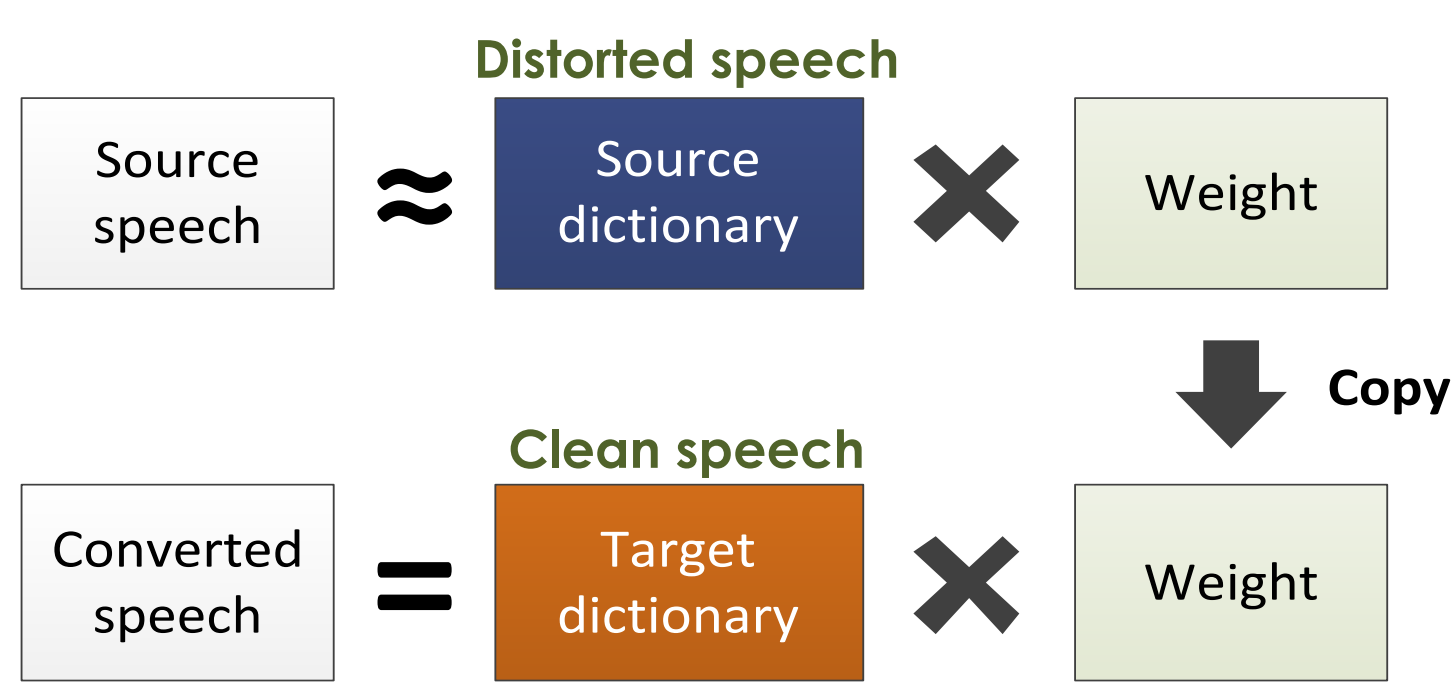 Distorted speech
Source
speech
≈
Source
dictionary
×
Weight
Copy
Clean speech
Converted
speech
=
Target
dictionary
×
Weight